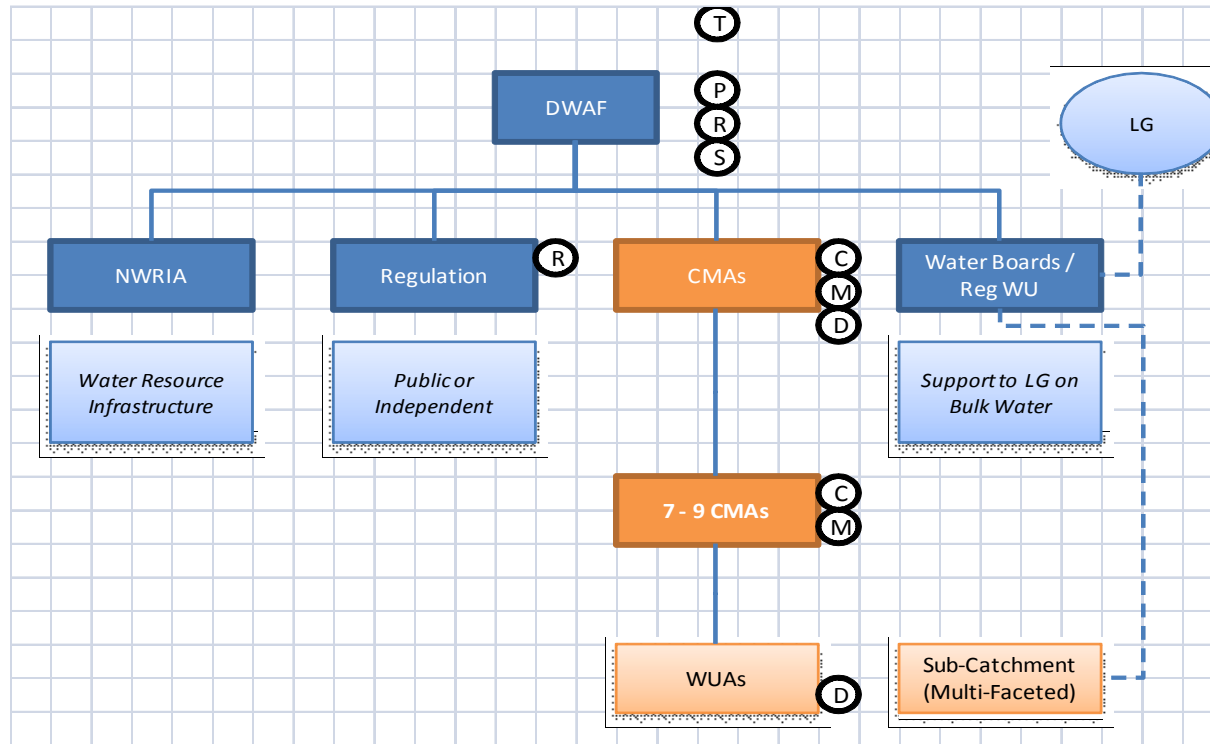 T
DWAF
P
R
S
LG
NWRIA
Regulation
R
CMAs
C
M
D
Water Boards /
Reg WU
Water Resource
Infrastructure
Public or
Independent
Support to LG on
Bulk Water
7 - 9 CMAs
C
M
WUAs
D
Sub-Catchment
(Multi-Faceted)